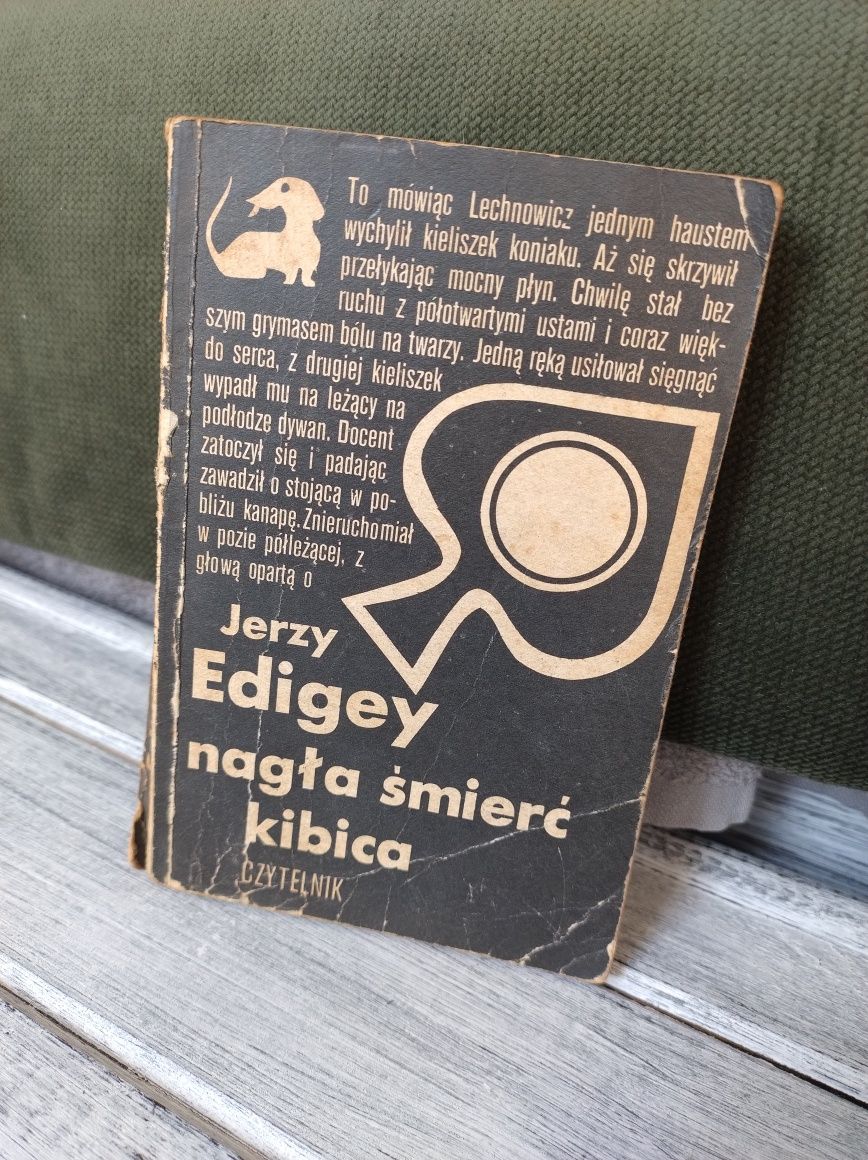 To mówiąc Lechnowicz jednym haustem
wychylił kieliszek koniaku. Aż się skrzywił
przełykając mocny płyn. Chwilę stał bez
ruchu z półotwartymi ustami i coraz więk-
szym grymasem bólu na twarzy. Jedną ręką usiłował sięgnąć
do serca, z drugiej kieliszek
wypadł mu na leżący na
podłodzę dywan. Docent
zatoczył się i padając
zawadził o stojącą w po-
bliżu kanapę. Znieruchomiał
w pozie półleżącej, z
głową opartą o
Jerzy
Edigey
nagła śmierć
kibica
CZYTELNIK